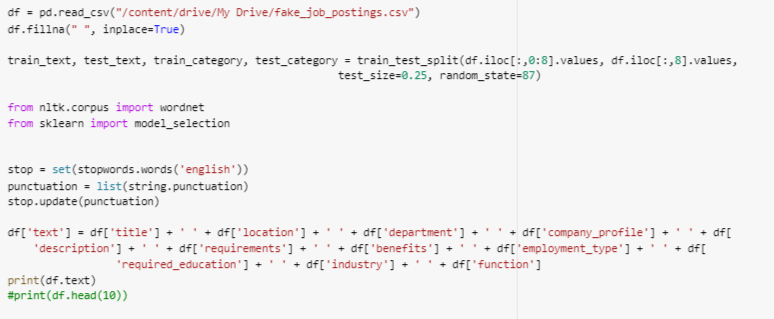 df = pd.read_csv("/content/drive/My Drive/fake_job_postings.csv")
df.fillna(" ", inplace=True)
train_text, test_text, train_category, test_category = train_test_split(df.iloc[:,0:8].values, df.iloc[:,8].values,
test_size=0.25, random_state=87)
from nltk.corpus import wordnet
from sklearn import model_selection
stop = set(stopwords.words('english'))
punctuation = list(string.punctuation)
stop.update(punctuation)
df['text'] = df['title'] + ' ' + df['location'] + ' ' + df['department'] + ' ' + df['company_profile'] + ' ' + df[
'description'] + ' ' + df['requirements'] + ' ' + df['benefits'] + ' ' + df['employment_type'] + ' ' + df[
'required_education'] + ' ' + df['industry'] + ' ' + df['function']
print(df.text)
#print(df.head(10))